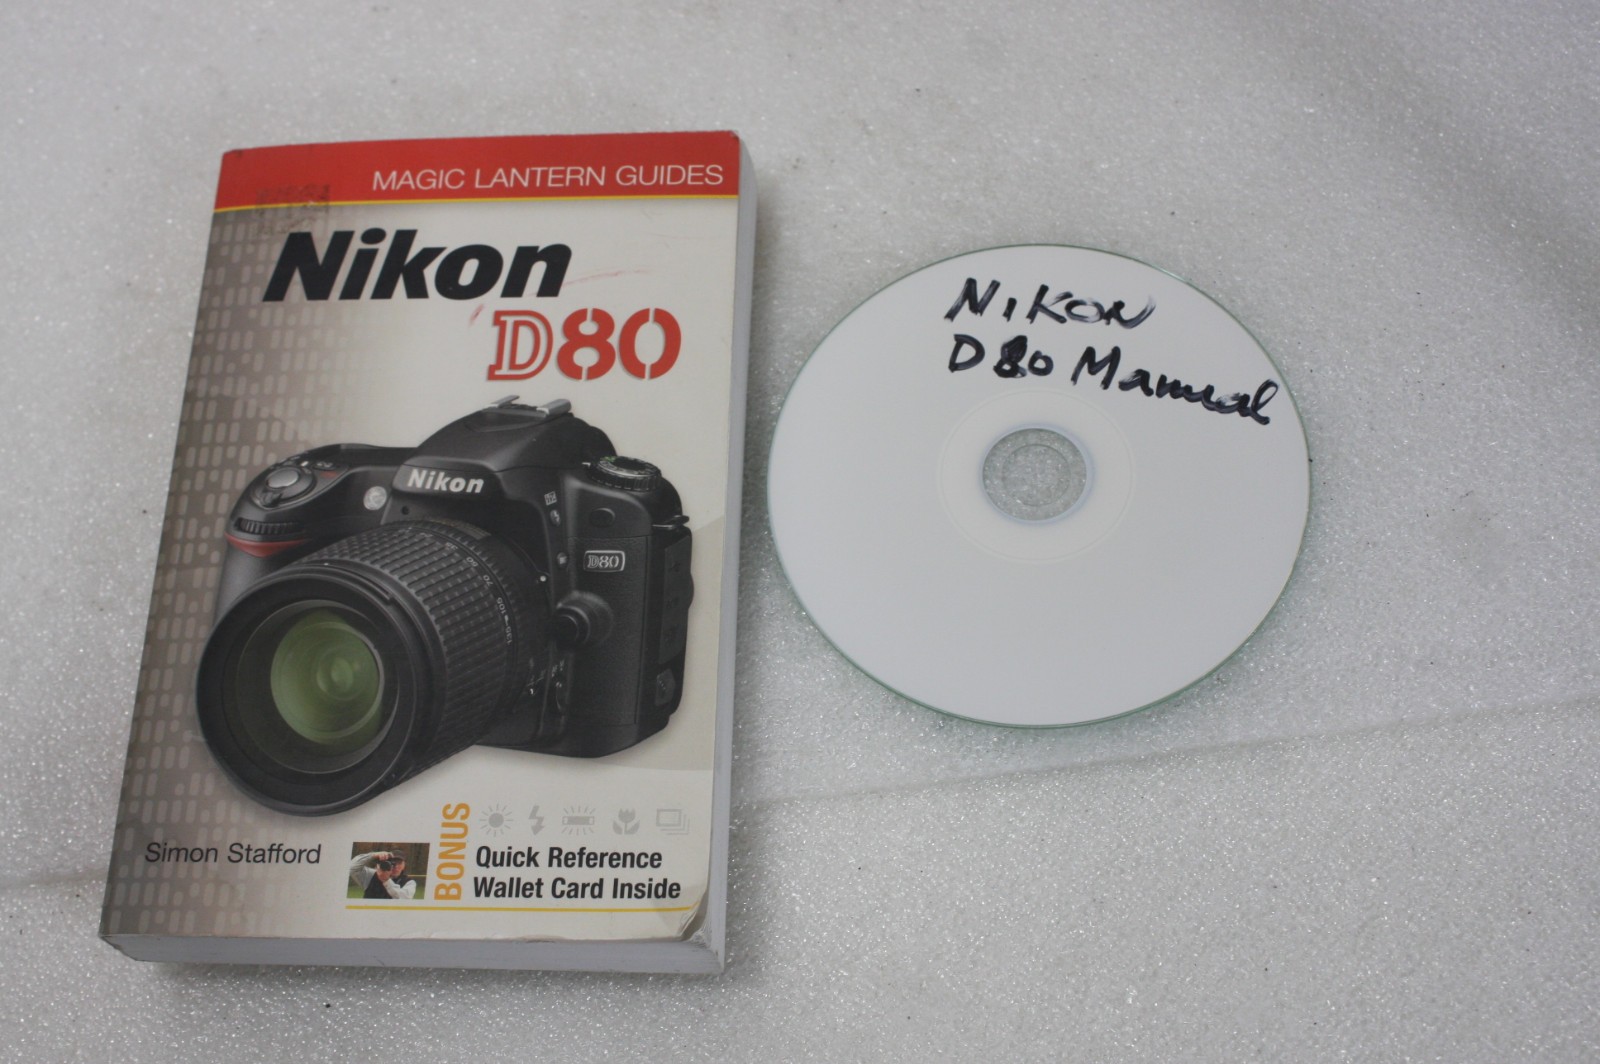 MAGIC LANTERN GUIDES
Nikon
D80
Nikon
D80
Simon Stafford
BONUS
Quick Reference
Wallet Card Inside
NIKON
D80 Manual